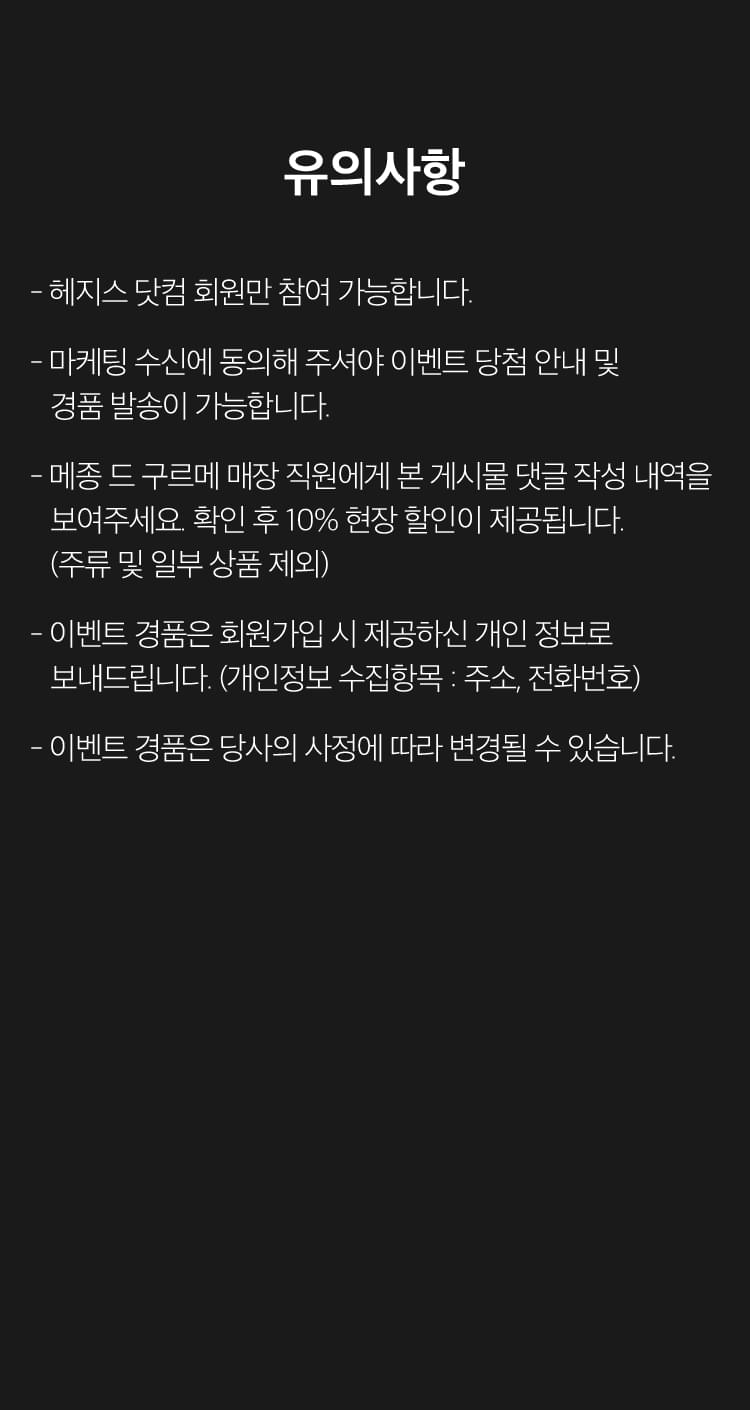 유의사항
- 헤지스 닷컴 회원만 참여 가능합니다.
- 마케팅 수신에 동의해 주셔야 이벤트 당첨 안내 및
경품 발송이 가능합니다.
- 메종 드 구르메 매장 직원에게 본 게시물 댓글 작성 내역을
보여주세요. 확인 후 10% 현장 할인이 제공됩니다.
(주류 및 일부 상품 제외)
- 이벤트 경품은 회원가입 시 제공하신 개인 정보로
보내드립니다. (개인정보 수집항목 : 주소, 전화번호)
- 이벤트 경품은 당사의 사정에 따라 변경될 수 있습니다.